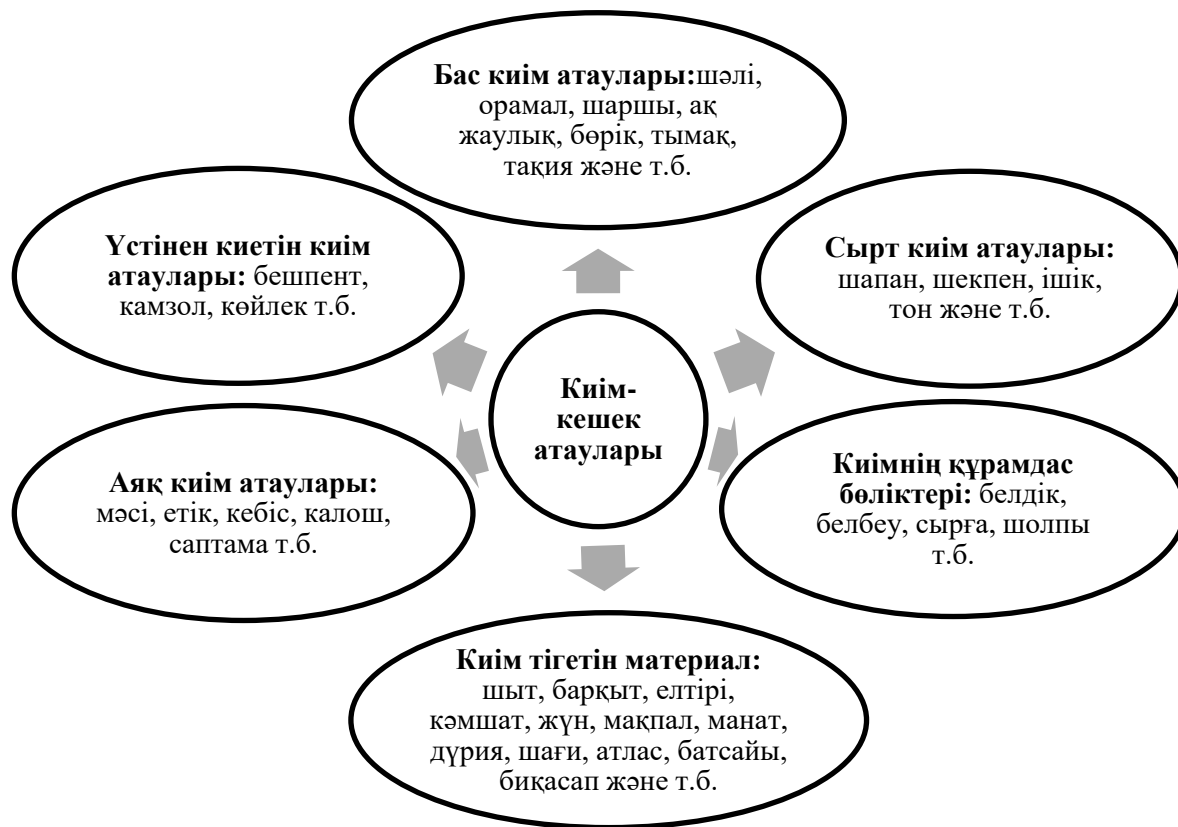 Бас киім атаулары:шәлі,
орамал, шаршы, ақ
жаулық, бөрік, тымақ,
тақия және т.б.
Үстінен киетін киім
атаулары: бешпент,
камзол, көйлек т.б.
Сырт киім атаулары:
шапан, шекпен, ішік,
тон және т.б.
Киім-
кешек
атаулары
Аяқ киім атаулары:
мәсі, етік, кебіс, калош,
саптама т.б.
Киімнің құрамдас
бөліктері: белдік,
белбеу, сырға, шолпы
т.б.
Киім тігетін материал:
шыт, барқыт, елтірі,
кәмшат, жүн, мақпал, манат,
дүрия, шағи, атлас, батсайы,
биқасап және т.б.